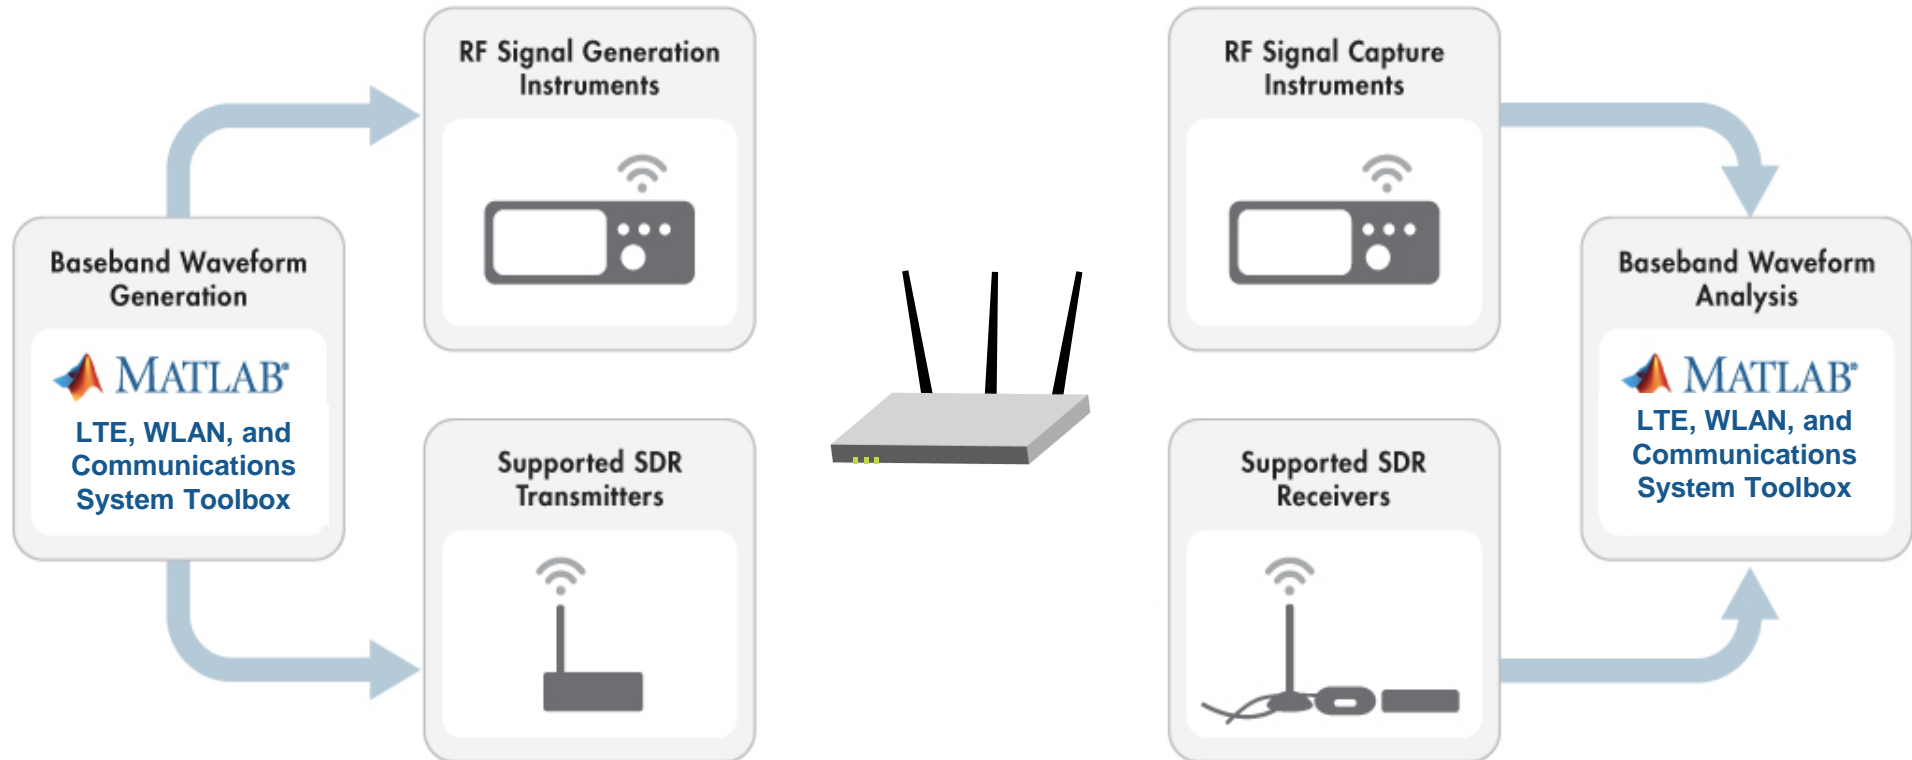 RF Signal Generation
Instruments
RF Signal Capture
Instruments
Baseband Waveform
Generation
MATLAB®
LTE, WLAN, and
Communications
System Toolbox
Baseband Waveform
Analysis
MATLAB®
LTE, WLAN, and
Communications
System Toolbox
Supported SDR
Transmitters
Supported SDR
Receivers